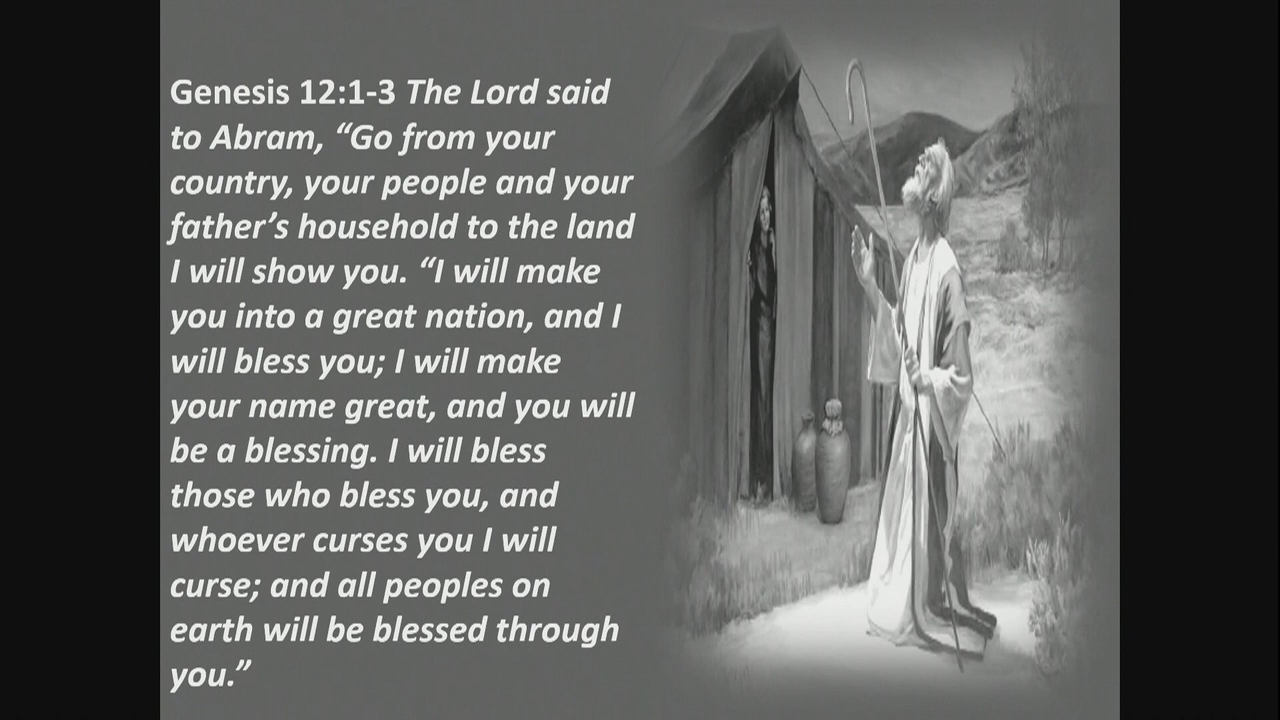 Genesis 12:1-3 The Lord said
to Abram, “Go from your
country, your people and your
father’s household to the land
I will show you. “I will make
you into a great nation, and I
will bless you; I will make
your name great, and you will
be a blessing. I will bless
those who bless you, and
whoever curses you I will
curse; and all peoples on
earth will be blessed through
you.”